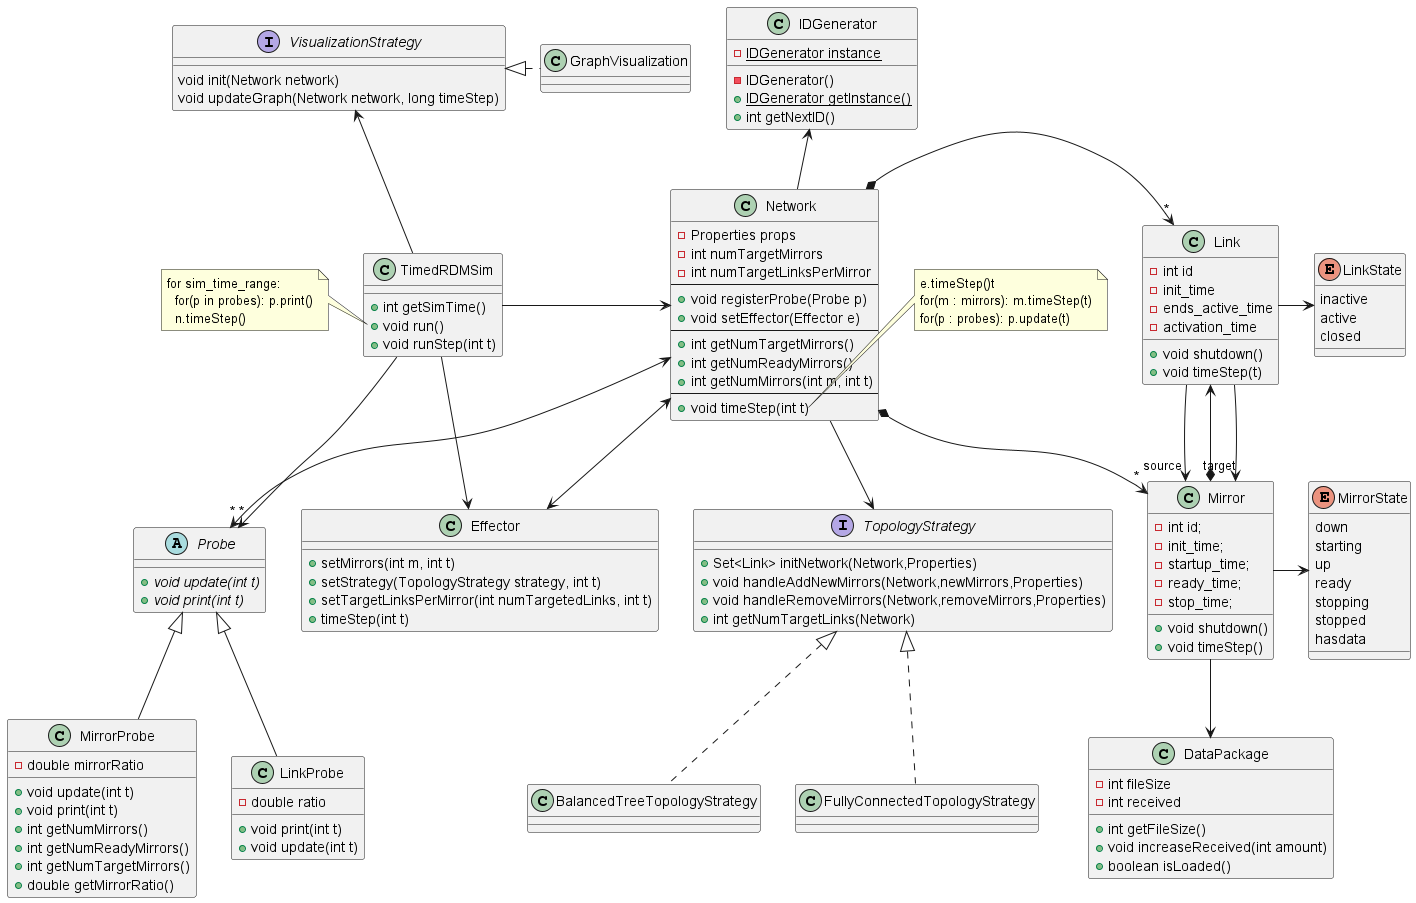 I VisualizationStrategy
void init(Network network)
void updateGraph(Network network, long timeStep)
C GraphVisualization
C IDGenerator
IDGenerator instance
IDGenerator()
IDGenerator getInstance()
int getNextID()
C Network
Properties props
int numTargetMirrors
int numTargetLinksPerMirror
void registerProbe(Probe p)
void setEffector(Effector e)
int getNumTargetMirrors()
int getNumReadyMirrors()
int getNumMirrors(int m, int t)
void timeStep(int t)
C TimedRDMSim
int getSimTime()
void run()
void runStep(int t)
for sim_time_range:
for(p in probes): p.print()
n.timeStep()
e.timeStep()t
for(m : mirrors): m.timeStep(t)
for(p : probes): p.update(t)
*
C Link
int id
init_time
ends_active_time
activation_time
void shutdown()
void timeStep(t)
E LinkState
inactive
active
closed
source
target
*
* *
A Probe
void update(int t)
void print(int t)
C Effector
setMirrors(int m, int t)
setStrategy(TopologyStrategy strategy, int t)
setTargetLinksPerMirror(int numTargetedLinks, int t)
timeStep(int t)
I TopologyStrategy
Set<Link> initNetwork(Network,Properties)
void handleAddNewMirrors(Network,newMirrors,Properties)
void handleRemoveMirrors(Network,removeMirrors,Properties)
int getNumTargetLinks(Network)
C Mirror
int id;
init_time;
startup_time;
ready_time;
stop_time;
void shutdown()
void timeStep()
E MirrorState
down
starting
up
ready
stopping
stopped
hasdata
C MirrorProbe
double mirrorRatio
void update(int t)
void print(int t)
int getNumMirrors()
int getNumReadyMirrors()
int getNumTargetMirrors()
double getMirrorRatio()
C LinkProbe
double ratio
void print(int t)
void update(int t)
C BalancedTreeTopologyStrategy
C FullyConnectedTopologyStrategy
C DataPackage
int fileSize
int received
int getFileSize()
void increaseReceived(int amount)
boolean isLoaded()